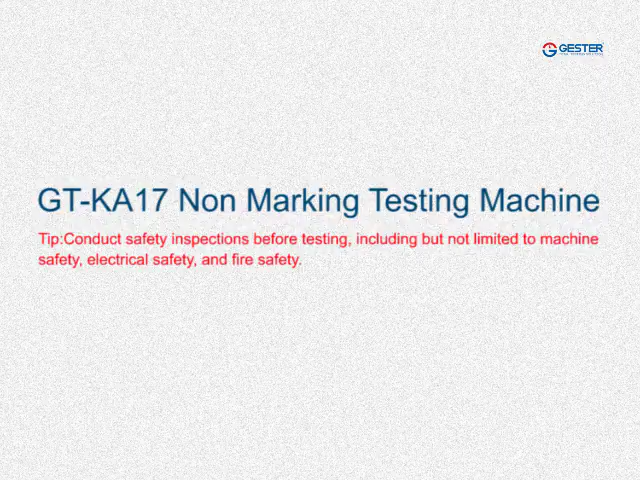 GESTER
GT-KA17 Non Marking Testing Machine
Tip:Conduct safety inspections before testing, including but not limited to machine
safety, electrical safety, and fire safety.